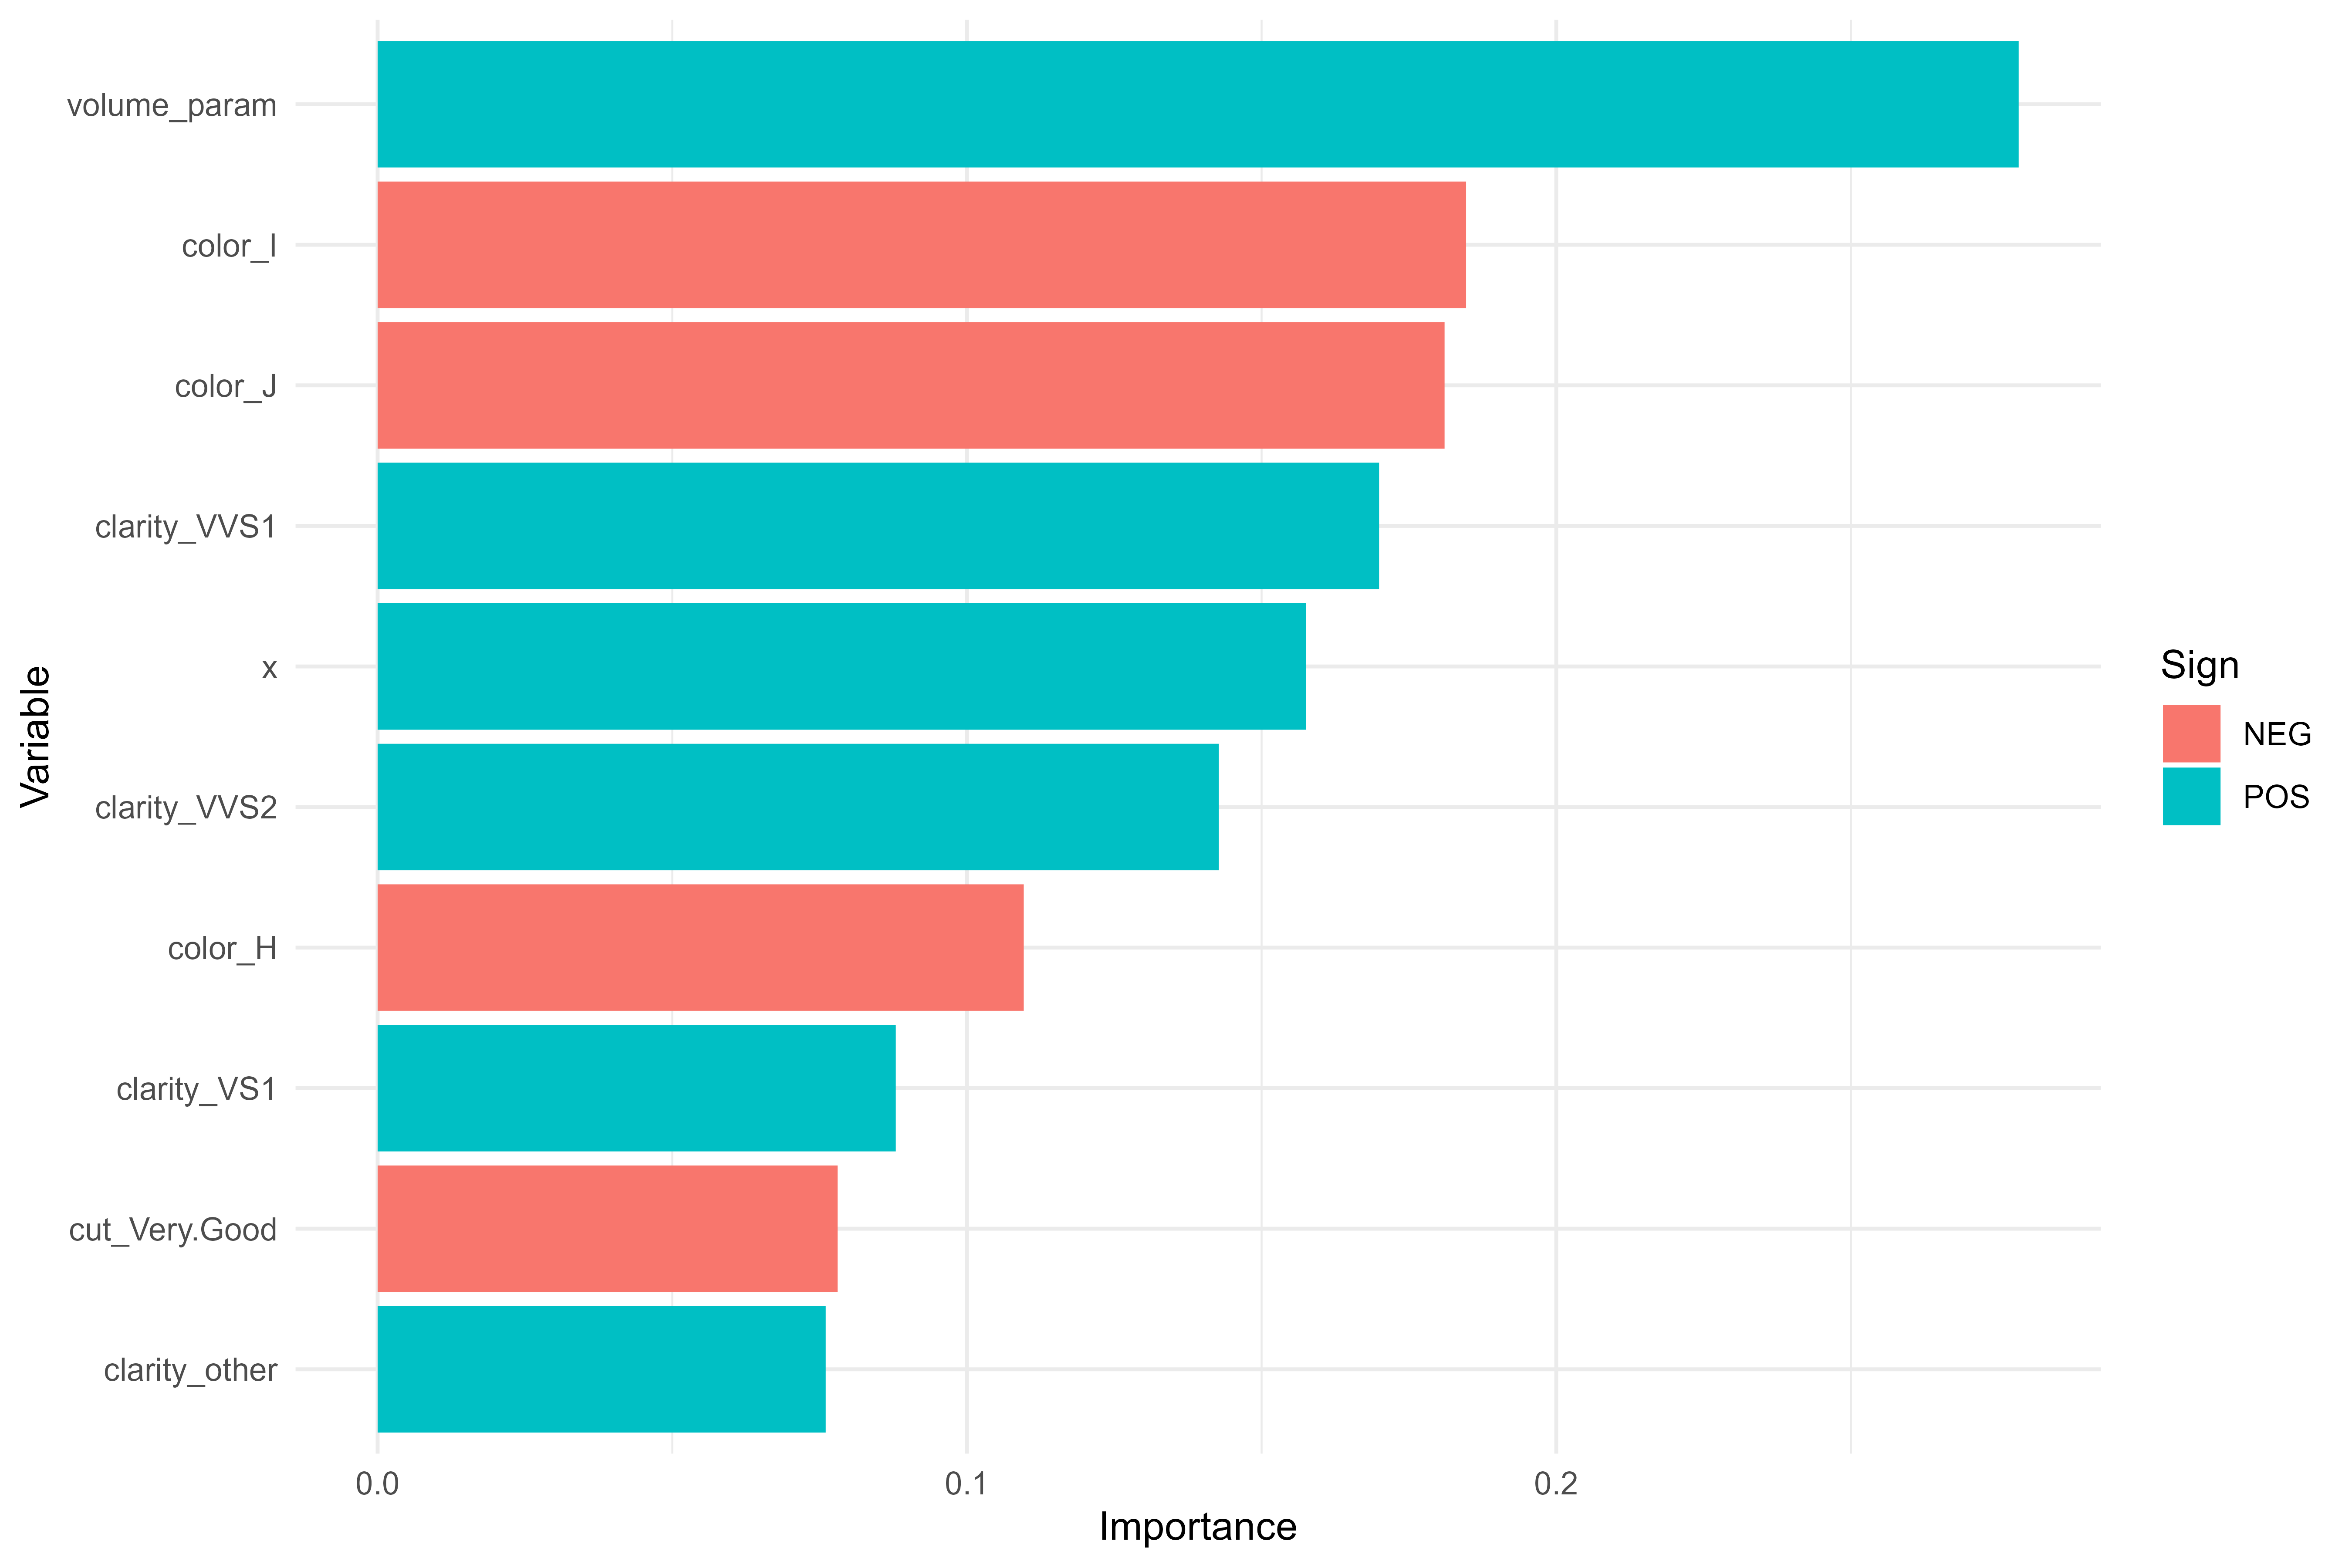 volume_param
color_I
color_J
clarity_VVS1
x
clarity_VVS2
color_H
clarity_VS1
cut_Very.Good
clarity_other
Variable
0.0 0.1 0.2
Importance
Sign
NEG
POS